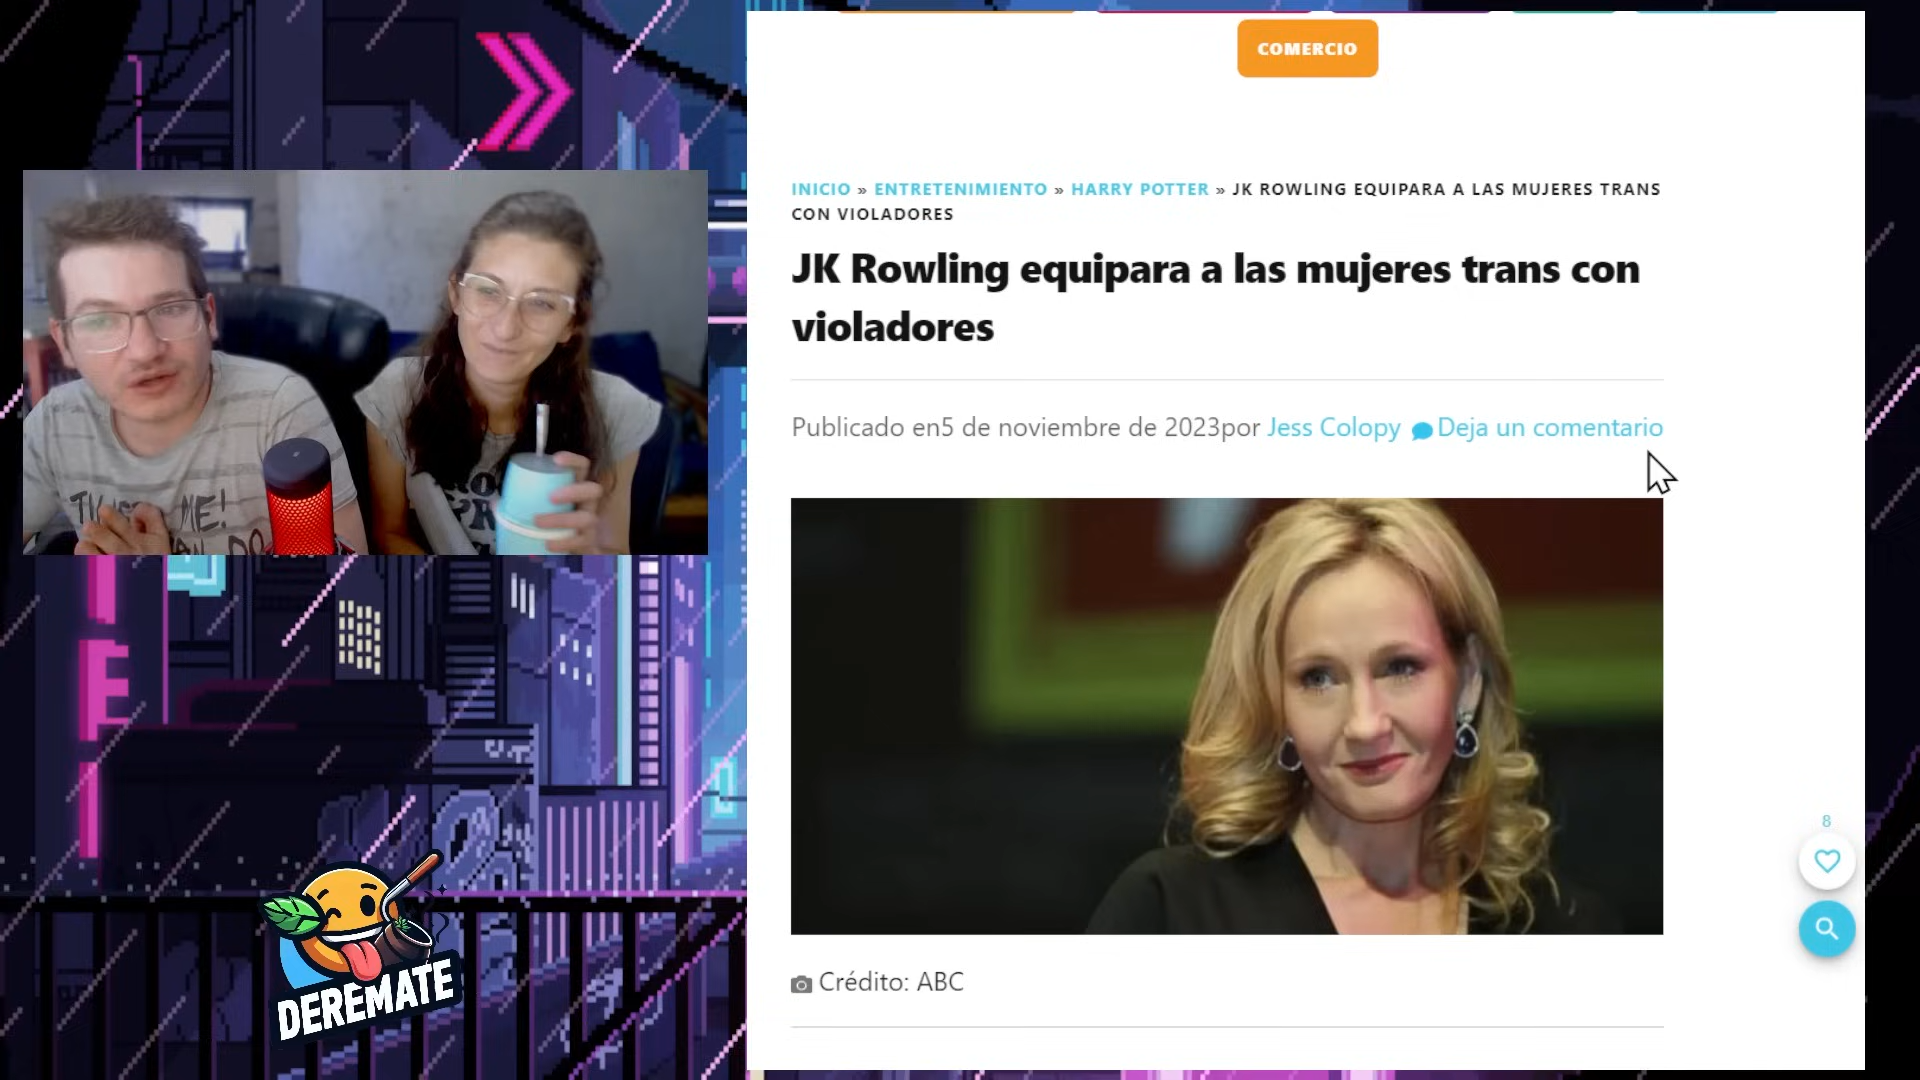 COMERCIO
INICIO » ENTRETENIMIENTO » HARRY POTTER » JK ROWLING EQUIPARA A LAS MUJERES TRANS
CON VIOLADORES
JK Rowling equipara a las mujeres trans con
violadores
Publicado en5 de noviembre de 2023por Jess Colopy Deja un comentario
8
Crédito: ABC
DEREMATE